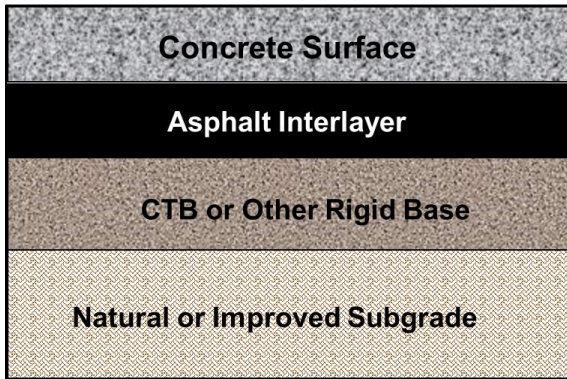 Concrete Surface
Asphalt Interlayer
CTB or Other Rigid Base
Natural or Improved Subgrade